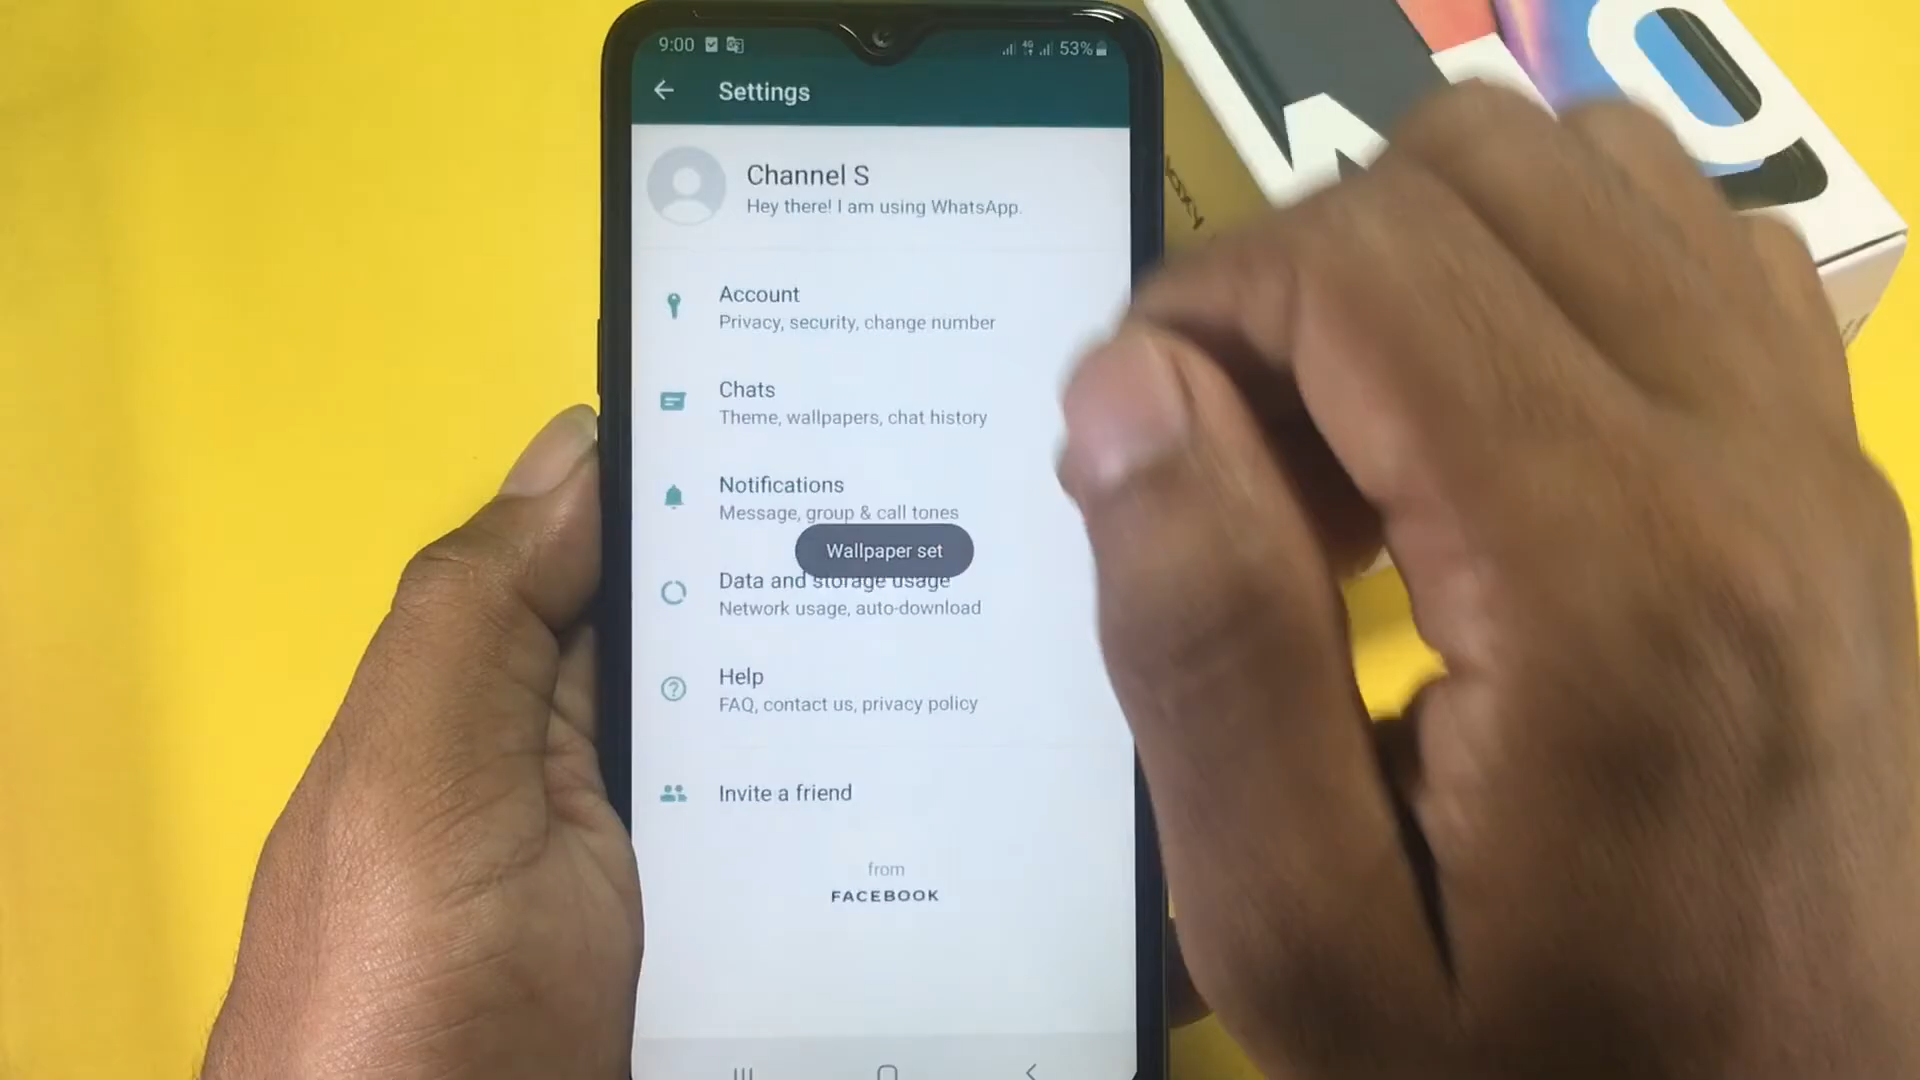 9:00 4G 53%
Settings
Channel S
Hey there! I am using WhatsApp.
Account
Privacy, security, change number
Chats
Theme, wallpapers, chat history
Notifications
Message, group & call tones
Wallpaper set
Data and storage usage
Network usage, auto-download
Help
FAQ, contact us, privacy policy
Invite a friend
from
FACEBOOK